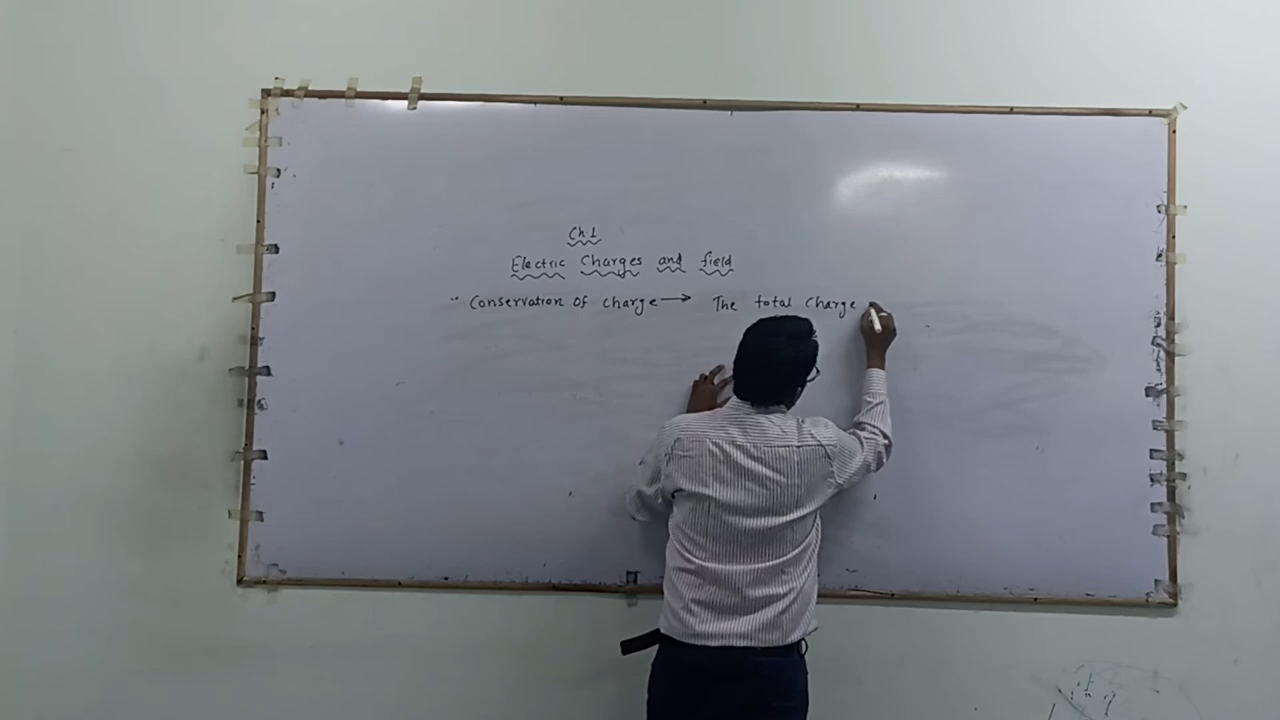 Ch 1
Electric Charges and field
Conservation of charge → The total charge